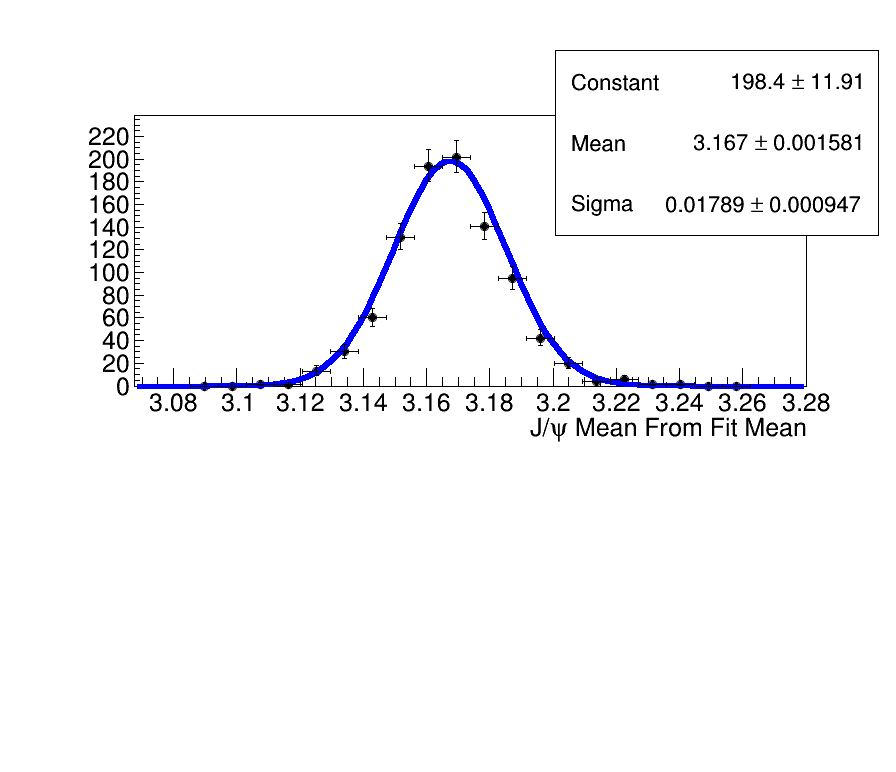 Constant 198.4 ± 11.91
Mean 3.167 ± 0.001581
Sigma 0.01789 ± 0.000947
220
200
180
160
140
120
100
80
60
40
20
0
3.08 3.1 3.12 3.14 3.16 3.18 3.2 3.22 3.24 3.26 3.28
J/ψ Mean From Fit Mean